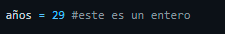 años = 29 #este es un entero